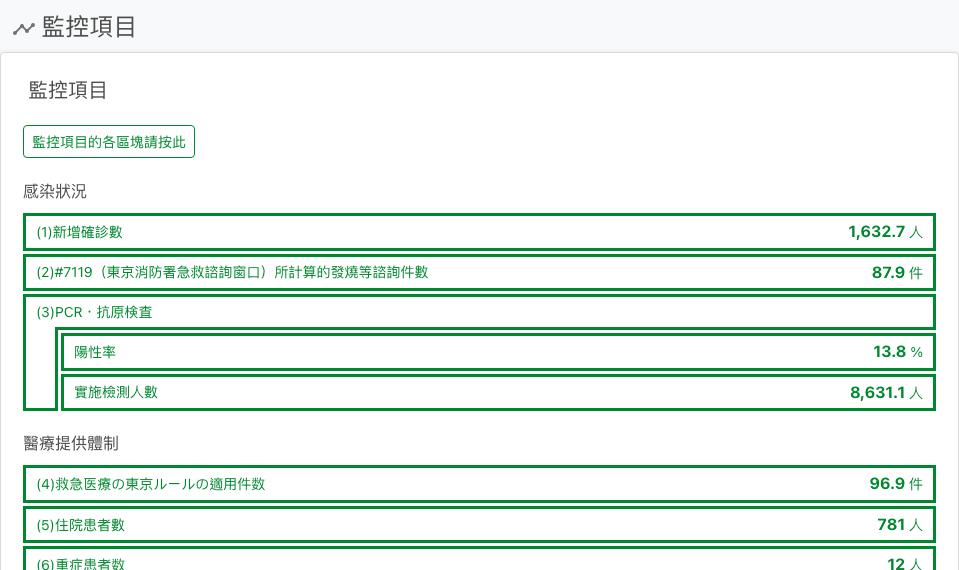 監控項目
監控項目
監控項目的各區塊請按此
感染狀況
(1)新增確診數 1,632.7 人
(2)#7119（東京消防署急救諮詢窗口）所計算的發燒等諮詢件數 87.9 件
(3)PCR・抗原検査
陽性率 13.8 %
實施檢測人數 8,631.1 人
醫療提供體制
(4)救急医療の東京ルールの適用件数 96.9 件
(5)住院患者數 781 人
(6)重症患者数 12 人